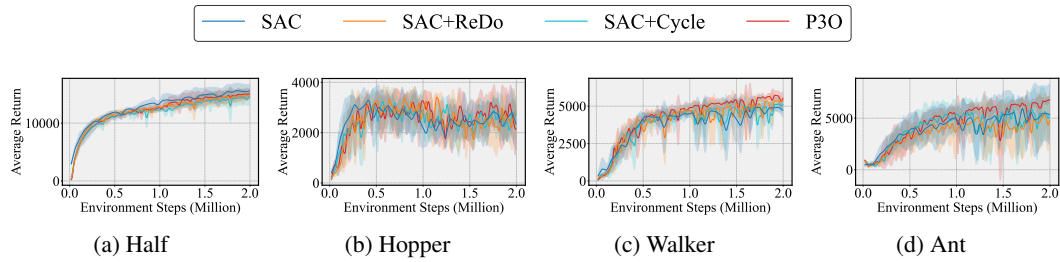 SAC SAC+ReDo SAC+Cycle P3O
Average Return
10000
0
0.0 0.5 1.0 1.5 2.0
Environment Steps (Million)
(a) Half
Average Return
4000
2000
0
0.0 0.5 1.0 1.5 2.0
Environment Steps (Million)
(b) Hopper
Average Return
5000
2500
0
0.0 0.5 1.0 1.5 2.0
Environment Steps (Million)
(c) Walker
Average Return
5000
0
0.0 0.5 1.0 1.5 2.0
Environment Steps (Million)
(d) Ant